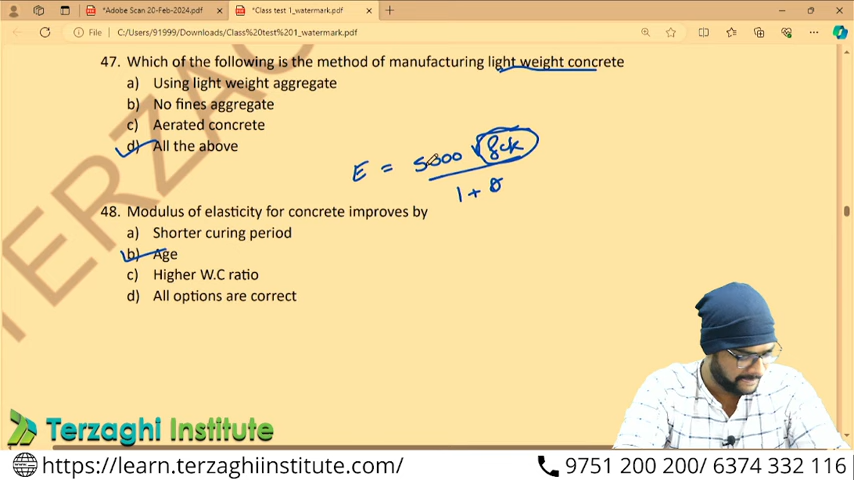 *Adobe Scan 20-Feb-2024.pdf
*Class test 1_watermark.pdf
File C:/Users/91999/Downloads/Class%20test%201_watermark.pdf
47. Which of the following is the method of manufacturing light weight concrete
a) Using light weight aggregate
b) No fines aggregate
c) Aerated concrete
d) All the above
E = 5000 √fck
1 + θ
48. Modulus of elasticity for concrete improves by
a) Shorter curing period
b) Age
c) Higher W.C ratio
d) All options are correct
TERZAG
Terzaghi Institute
https://learn.terzaghiinstitute.com/ 9751 200 200/ 6374 332 116